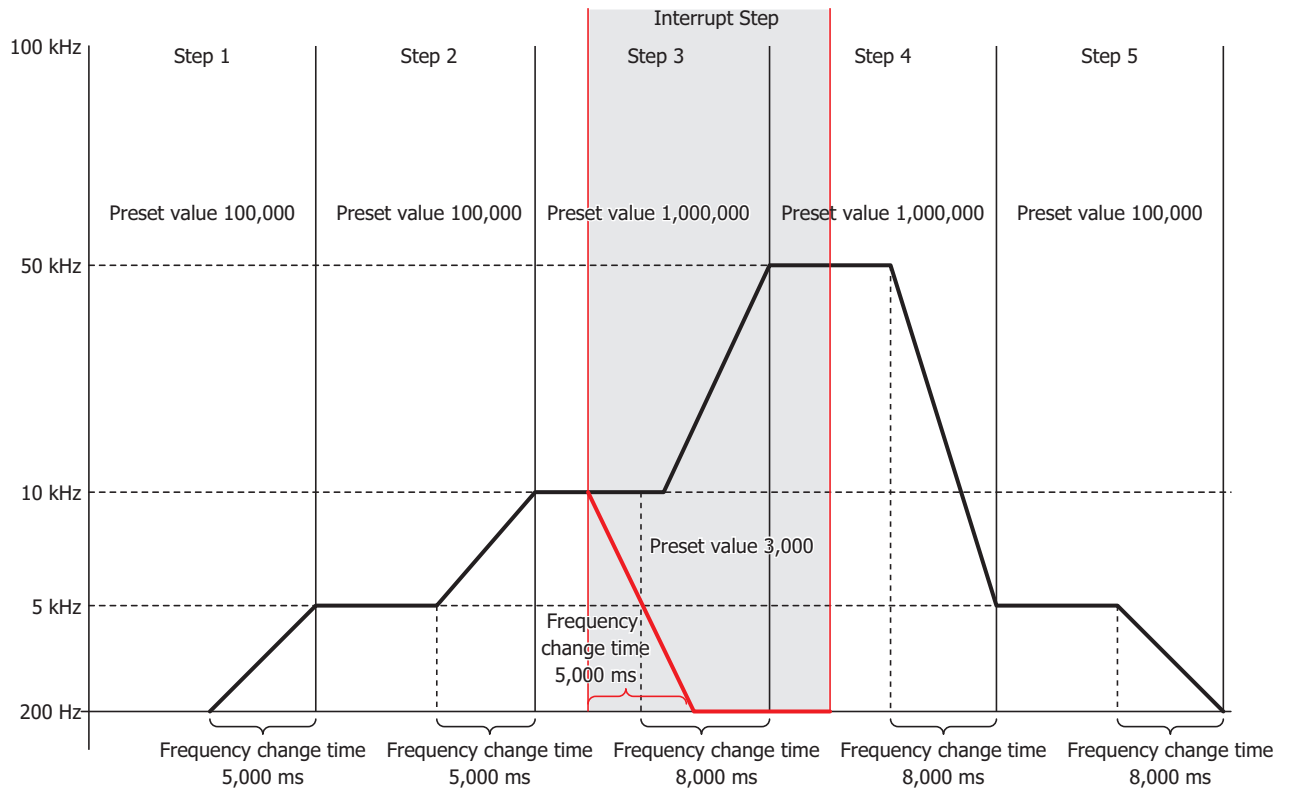 Interrupt Step
100 kHz
Step 1
Step 2
Step 3
Step 4
Step 5
Preset value 100,000
Preset value 100,000
Preset value 1,000,000
Preset value 1,000,000
Preset value 100,000
50 kHz
10 kHz
Preset value 3,000
5 kHz
Frequency
change time
5,000 ms
200 Hz
Frequency change time
5,000 ms
Frequency change time
5,000 ms
Frequency change time
8,000 ms
Frequency change time
8,000 ms
Frequency change time
8,000 ms